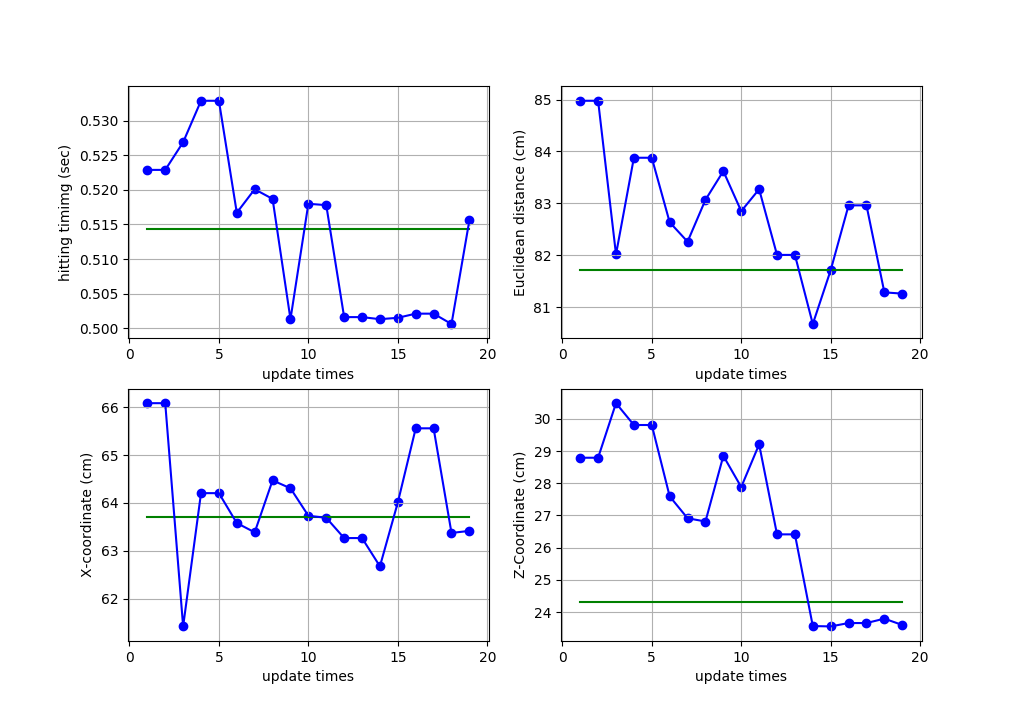 0.530
0.525
0.520
0.515
0.510
0.505
0.500
hitting timimg (sec)
0 5 10 15 20
update times
85
84
83
82
81
Euclidean distance (cm)
0 5 10 15 20
update times
66
65
64
63
62
X-coordinate (cm)
0 5 10 15 20
update times
30
29
28
27
26
25
24
Z-Coordinate (cm)
0 5 10 15 20
update times